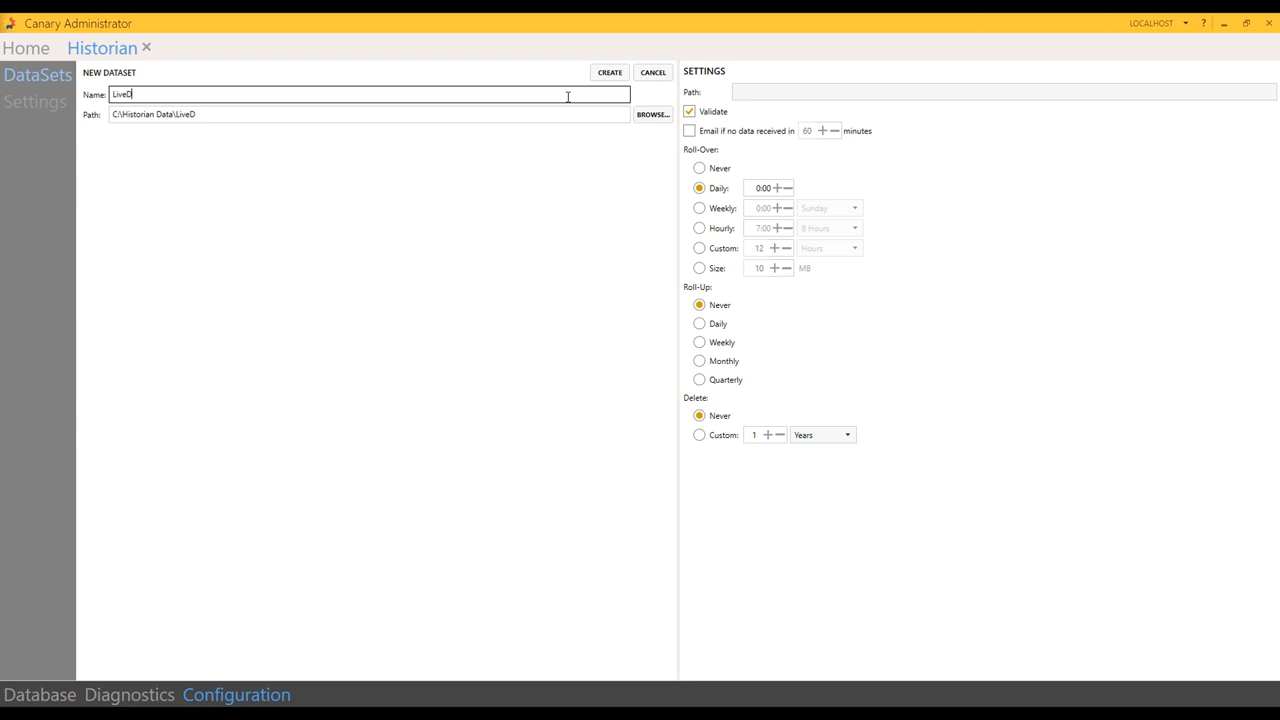 Canary Administrator
LOCALHOST ?
Home Historian
DataSets
Settings
NEW DATASET CREATE CANCEL
Name: LiveD
Path: C:\Historian Data\LiveD BROWSE...
SETTINGS
Path:
Validate
Email if no data received in 60 minutes
Roll-Over:
Never
Daily: 0:00
Weekly: 0:00 Sunday
Hourly: 7:00 8 Hours
Custom: 12 Hours
Size: 10 MB
Roll-Up:
Never
Daily
Weekly
Monthly
Quarterly
Delete:
Never
Custom: 1 Years
Database Diagnostics Configuration